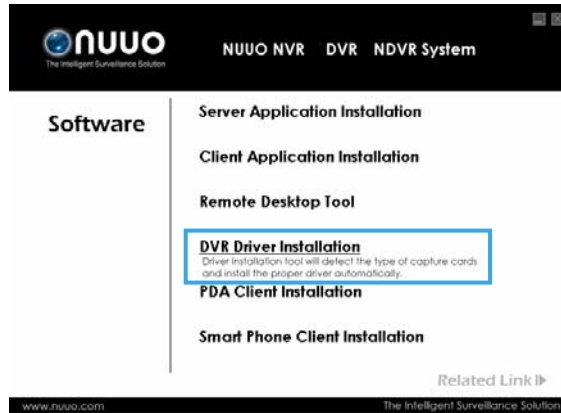 nuuo
The Intelligent Surveillance Solution
NUUO NVR DVR NDVR System
Software
Server Application Installation
Client Application Installation
Remote Desktop Tool
DVR Driver Installation
Driver installation tool will detect the type of capture cards
and install the proper driver automatically.
PDA Client Installation
Smart Phone Client Installation
Related Link
www.nuuo.com
The Intelligent Surveillance Solution